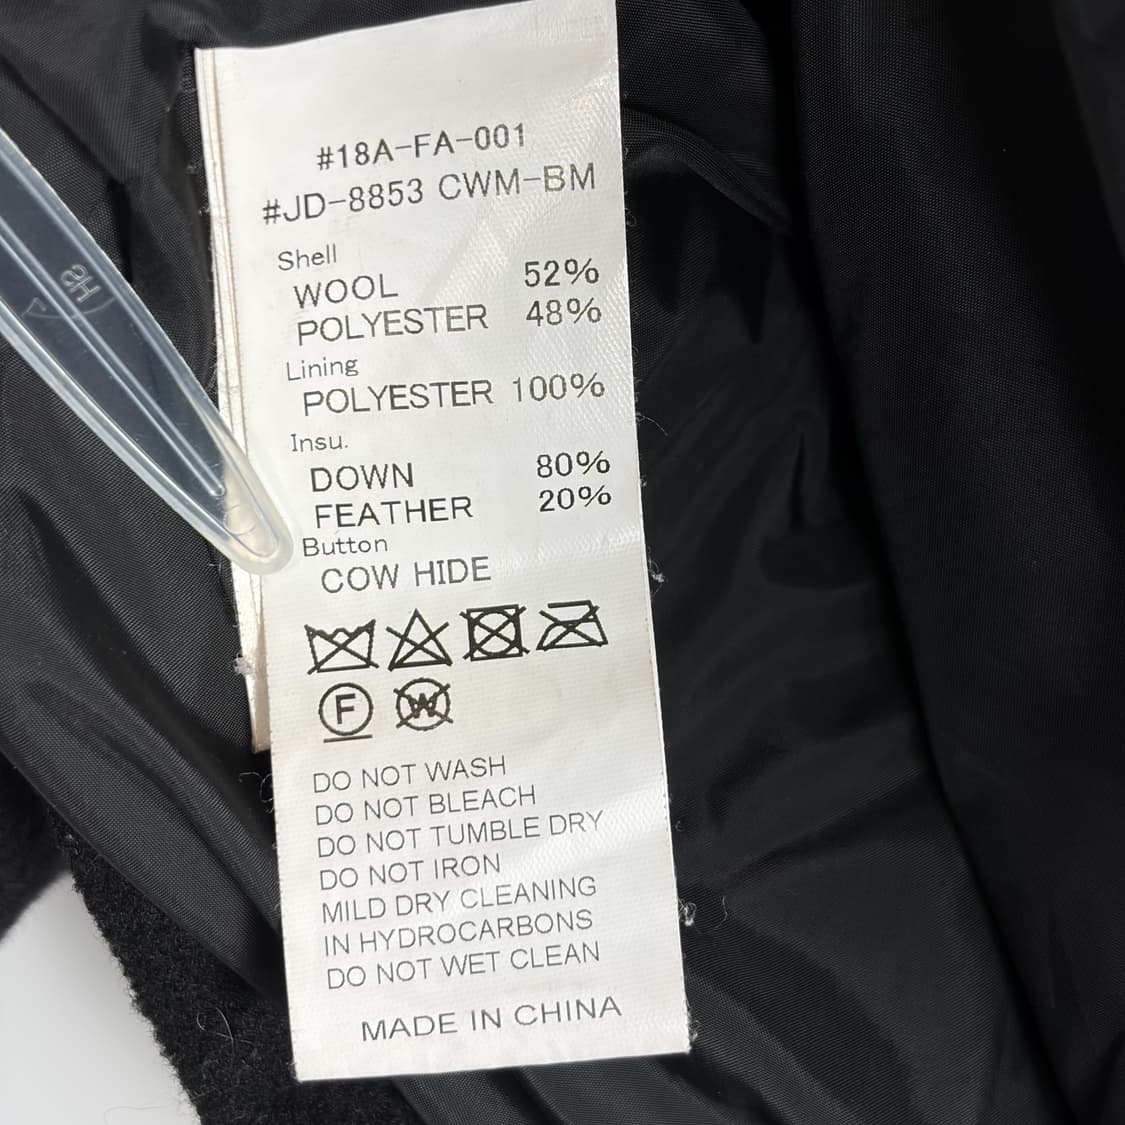 #18A-FA-001
#JD-8853 CWM-BM
Shell
WOOL 52%
POLYESTER 48%
Lining
POLYESTER 100%
Insu.
DOWN 80%
FEATHER 20%
Button
COW HIDE
F W
DO NOT WASH
DO NOT BLEACH
DO NOT TUMBLE DRY
DO NOT IRON
MILD DRY CLEANING
IN HYDROCARBONS
DO NOT WET CLEAN
MADE IN CHINA